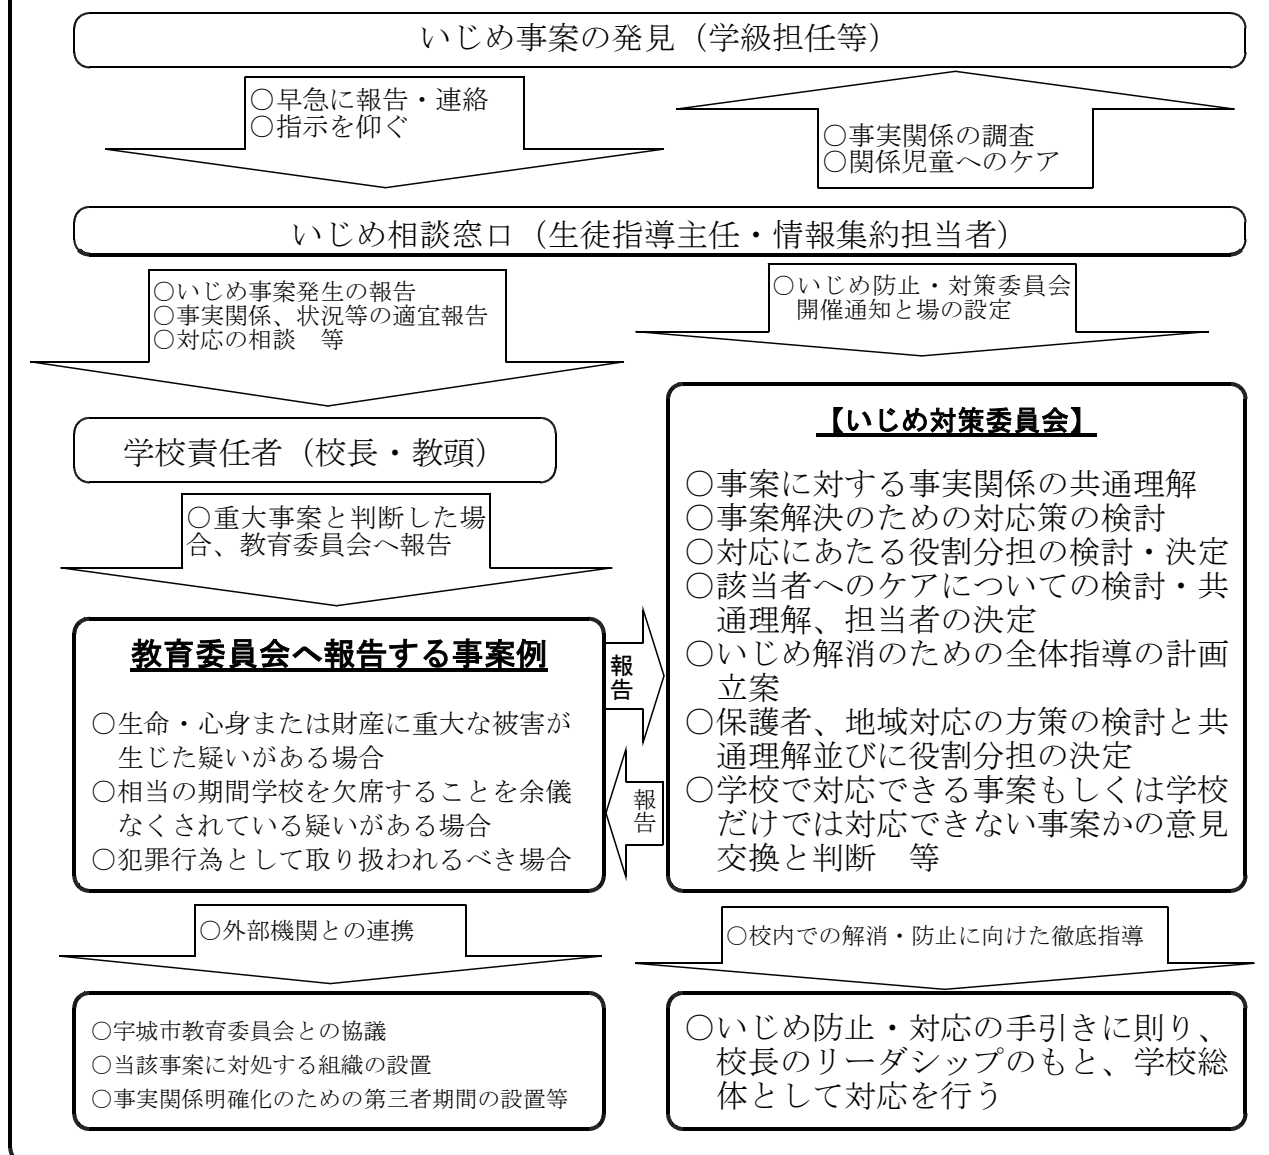 いじめ事案の発見（学級担任等）
○早急に報告・連絡
○指示を仰ぐ
○事実関係の調査
○関係児童へのケア
いじめ相談窓口（生徒指導主任・情報集約担当者）
○いじめ事案発生の報告
○事実関係、状況等の適宜報告
○対応の相談　等
○いじめ防止・対策委員会
開催通知と場の設定
学校責任者（校長・教頭）
○重大事案と判断した場
合、教育委員会へ報告
教育委員会へ報告する事案例
○生命・心身または財産に重大な被害が
生じた疑いがある場合
○相当の期間学校を欠席することを余儀
なくされている疑いがある場合
○犯罪行為として取り扱われるべき場合
報告
報告
【いじめ対策委員会】
○事案に対する事実関係の共通理解
○事案解決のための対応策の検討
○対応にあたる役割分担の検討・決定
○該当者へのケアについての検討・共
通理解、担当者の決定
○いじめ解消のための全体指導の計画
立案
○保護者、地域対応の方策の検討と共
通理解並びに役割分担の決定
○学校で対応できる事案もしくは学校
だけでは対応できない事案かの意見
交換と判断　等
○外部機関との連携
○宇城市教育委員会との協議
○当該事案に対処する組織の設置
○事実関係明確化のための第三者期間の設置等
○校内での解消・防止に向けた徹底指導
○いじめ防止・対応の手引きに則り、
校長のリーダシップのもと、学校総
体として対応を行う